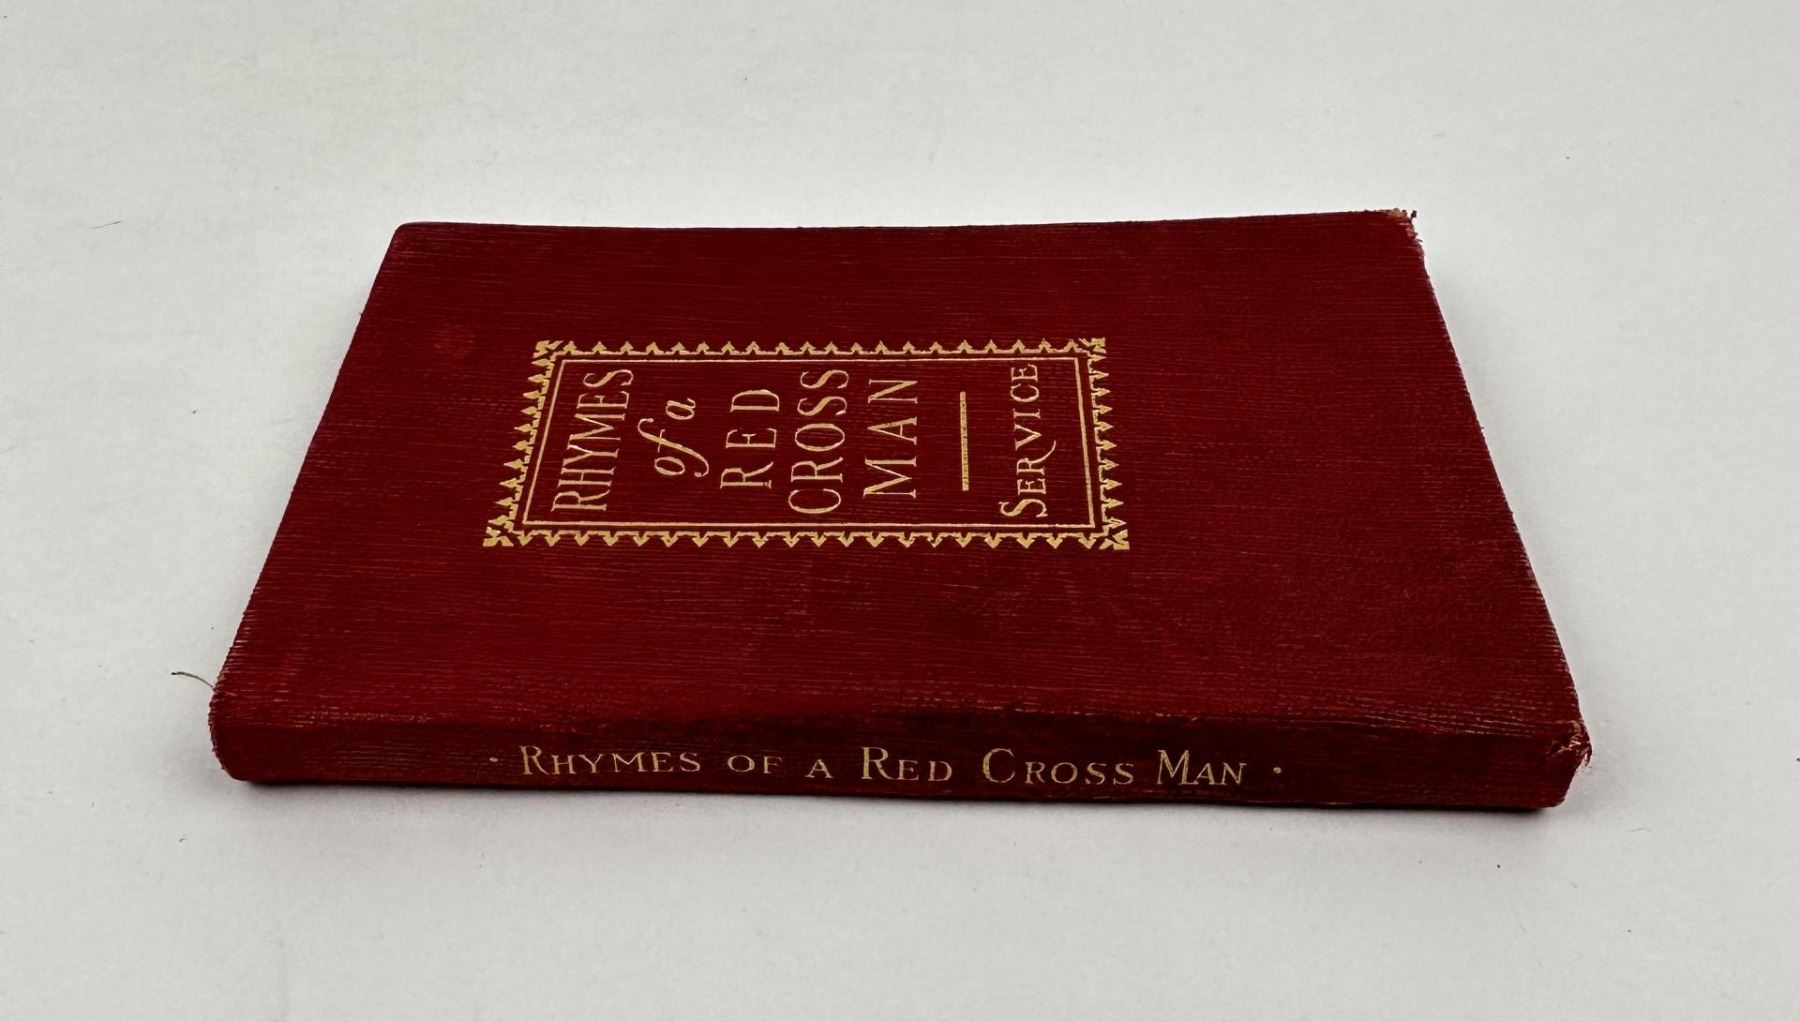 RHYMES
of a
RED
CROSS
MAN
SERVICE
· RHYMES OF A RED CROSS MAN ·